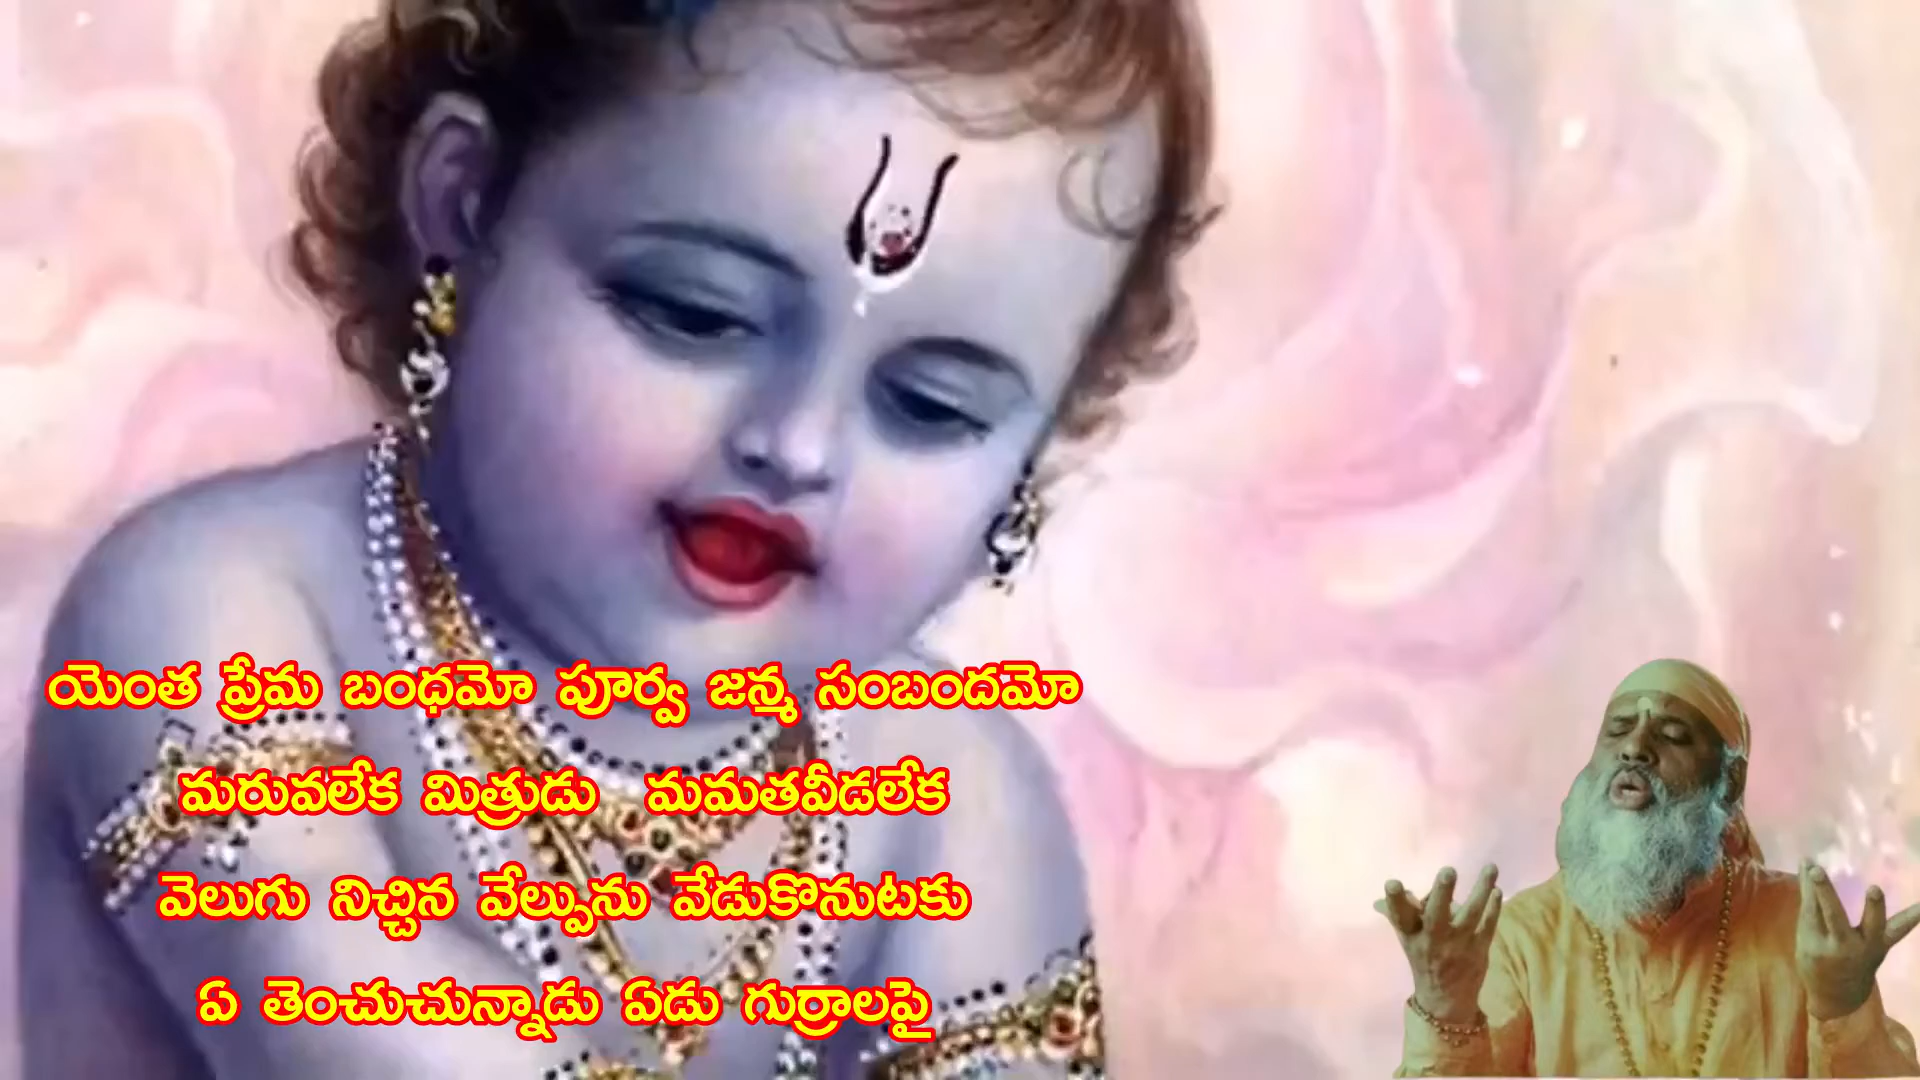 యెంత ప్రేమ బంధమో పూర్వ జన్మ సంబందమో
మరువలేక మిత్రుడు మమతవీడలేక
వెలుగు నిచ్చిన వేల్పును వేడుకొనుటకు
ఏ తెంచుచున్నాడు ఏడు గుర్రాలపై